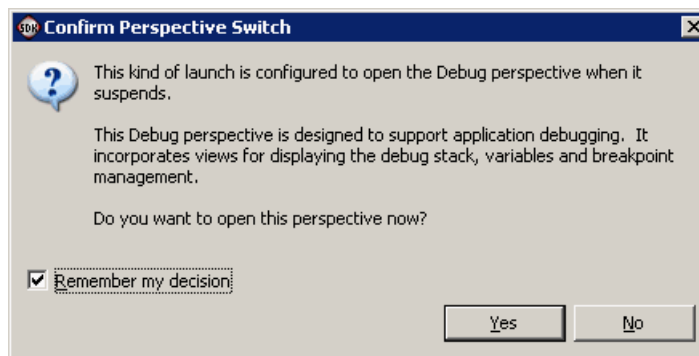 SDK Confirm Perspective Switch
This kind of launch is configured to open the Debug perspective when it
suspends.
This Debug perspective is designed to support application debugging. It
incorporates views for displaying the debug stack, variables and breakpoint
management.
Do you want to open this perspective now?
Remember my decision
Yes No